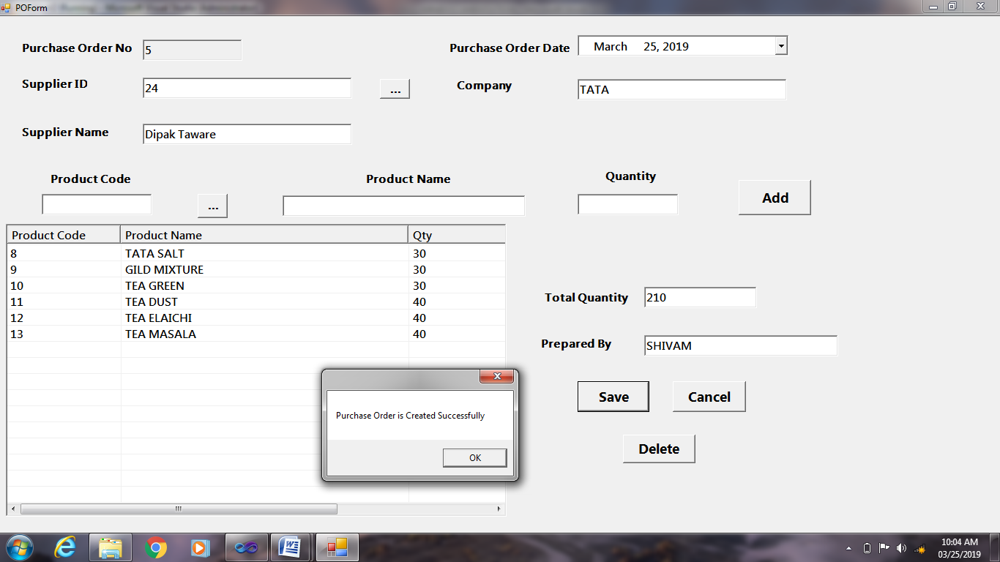 POForm
Purchase Order No 5 Purchase Order Date March 25, 2019
Supplier ID 24 ... Company TATA
Supplier Name Dipak Taware
Product Code Product Name Quantity
... Add
Product Code Product Name Qty
8 TATA SALT 30
9 GILD MIXTURE 30
10 TEA GREEN 30
11 TEA DUST 40
12 TEA ELAICHI 40
13 TEA MASALA 40
Total Quantity 210
Prepared By SHIVAM
Save Cancel
Delete
Purchase Order is Created Successfully
OK
10:04 AM
03/25/2019